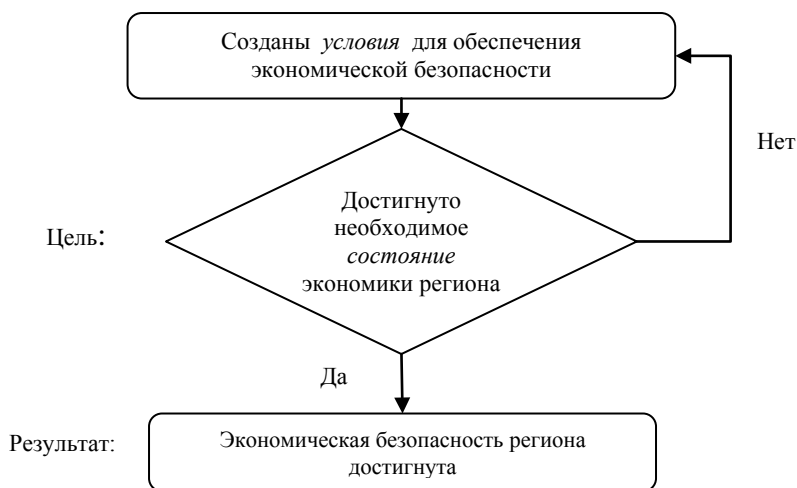 Созданы условия для обеспечения
экономической безопасности
Нет
Достигнуто
необходимое
состояние
экономики региона
Цель:
Да
Результат:
Экономическая безопасность региона
достигнута